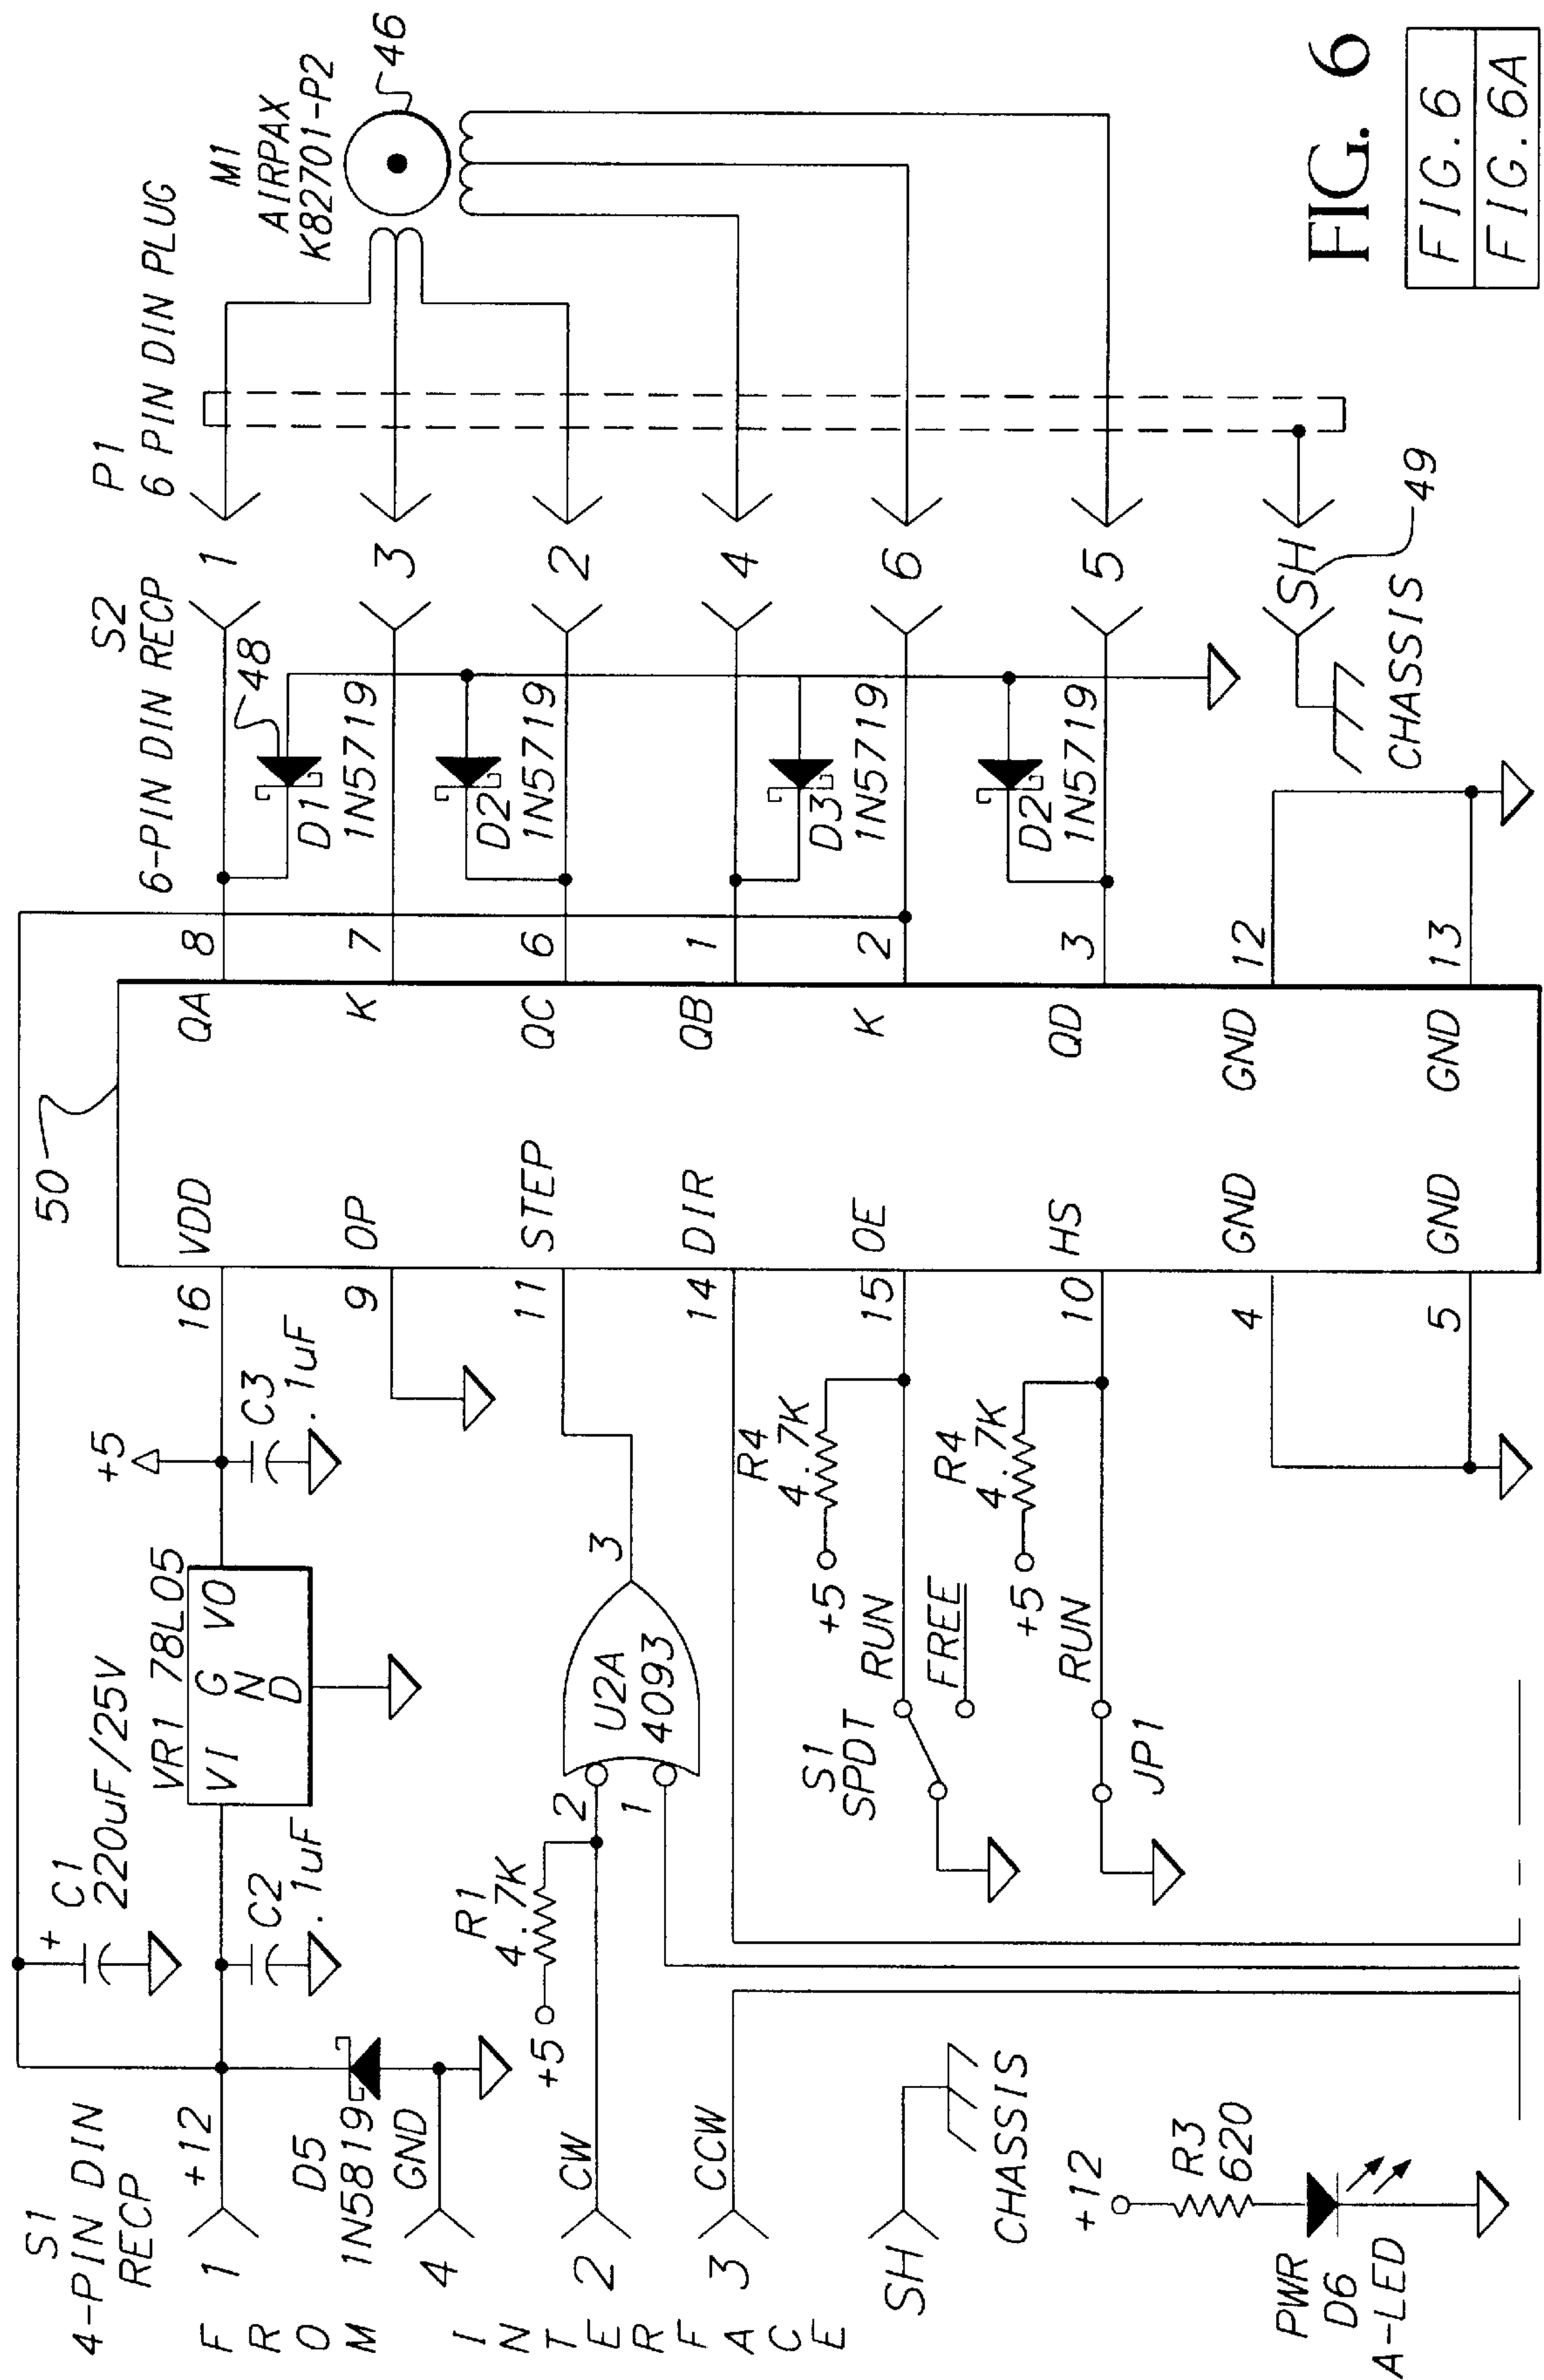 S1
4-PIN DIN
RECP
FROM INTERFACE
1
+12
D5
1N5819
4
GND
2
CW
3
CCW
SH
CHASSIS
+12
R3
620
PWR
D6
A-LED
+ C1
220uF/25V
C2
.1uF
VR1 78L05
VI
GND
VO
+5
C3
.1uF
R1
4.7K
+5
2
1
U2A
4093
3
S1
SPDT
RUN
FREE
+5
R4
4.7K
JP1
RUN
+5
R4
4.7K
50
16
VDD
9
OP
11
STEP
14
DIR
15
OE
10
HS
4
GND
5
GND
QA
8
K
7
QC
6
QB
1
K
2
QD
3
GND
12
GND
13
S2
6-PIN DIN RECP
48
D1
1N5719
D2
1N5719
D3
1N5719
D2
1N5719
P1
6 PIN DIN PLUG
1
3
2
4
6
5
SH
49
CHASSIS
M1
AIRPAX
K82701-P2
46
FIG. 6
FIG.6
FIG.6A